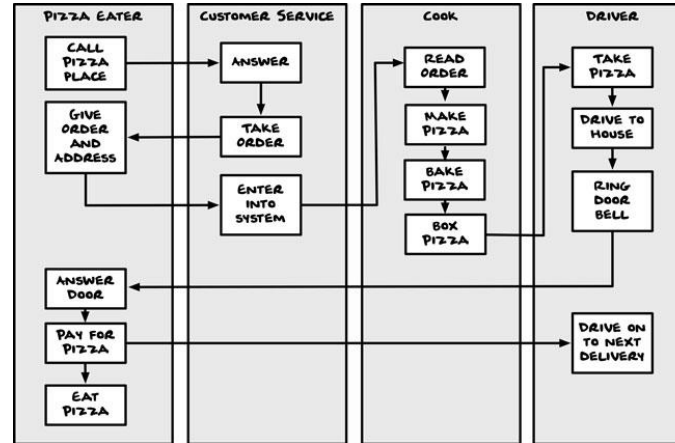 PIZZA EATER
CUSTOMER SERVICE
COOK
DRIVER
CALL
PIZZA
PLACE
GIVE
ORDER
AND
ADDRESS
ANSWER
DOOR
PAY FOR
PIZZA
EAT
PIZZA
ANSWER
TAKE
ORDER
ENTER
INTO
SYSTEM
READ
ORDER
MAKE
PIZZA
BAKE
PIZZA
BOX
PIZZA
TAKE
PIZZA
DRIVE TO
HOUSE
RING
DOOR
BELL
DRIVE ON
TO NEXT
DELIVERY